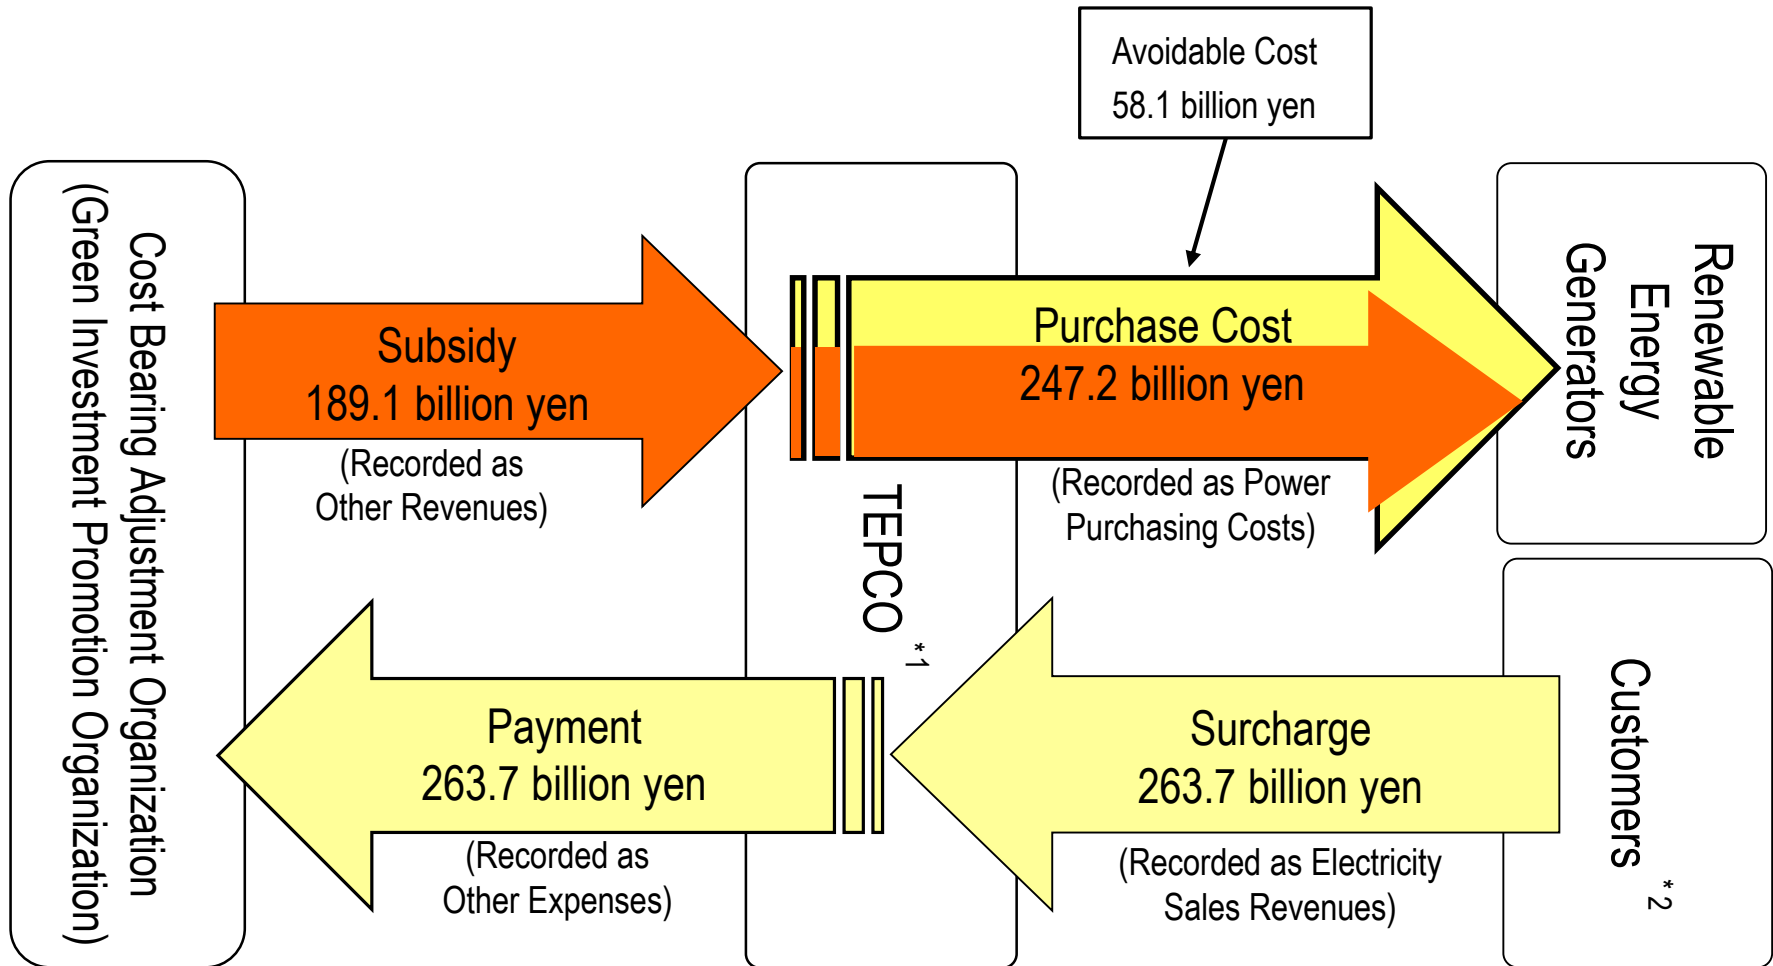 Avoidable Cost
58.1 billion yen
Cost Bearing Adjustment Organization
(Green Investment Promotion Organization)
Subsidy
189.1 billion yen
(Recorded as
Other Revenues)
TEPCO *1
Purchase Cost
247.2 billion yen
(Recorded as Power
Purchasing Costs)
Renewable
Energy
Generators
Payment
263.7 billion yen
(Recorded as
Other Expenses)
Surcharge
263.7 billion yen
(Recorded as Electricity
Sales Revenues)
Customers *2